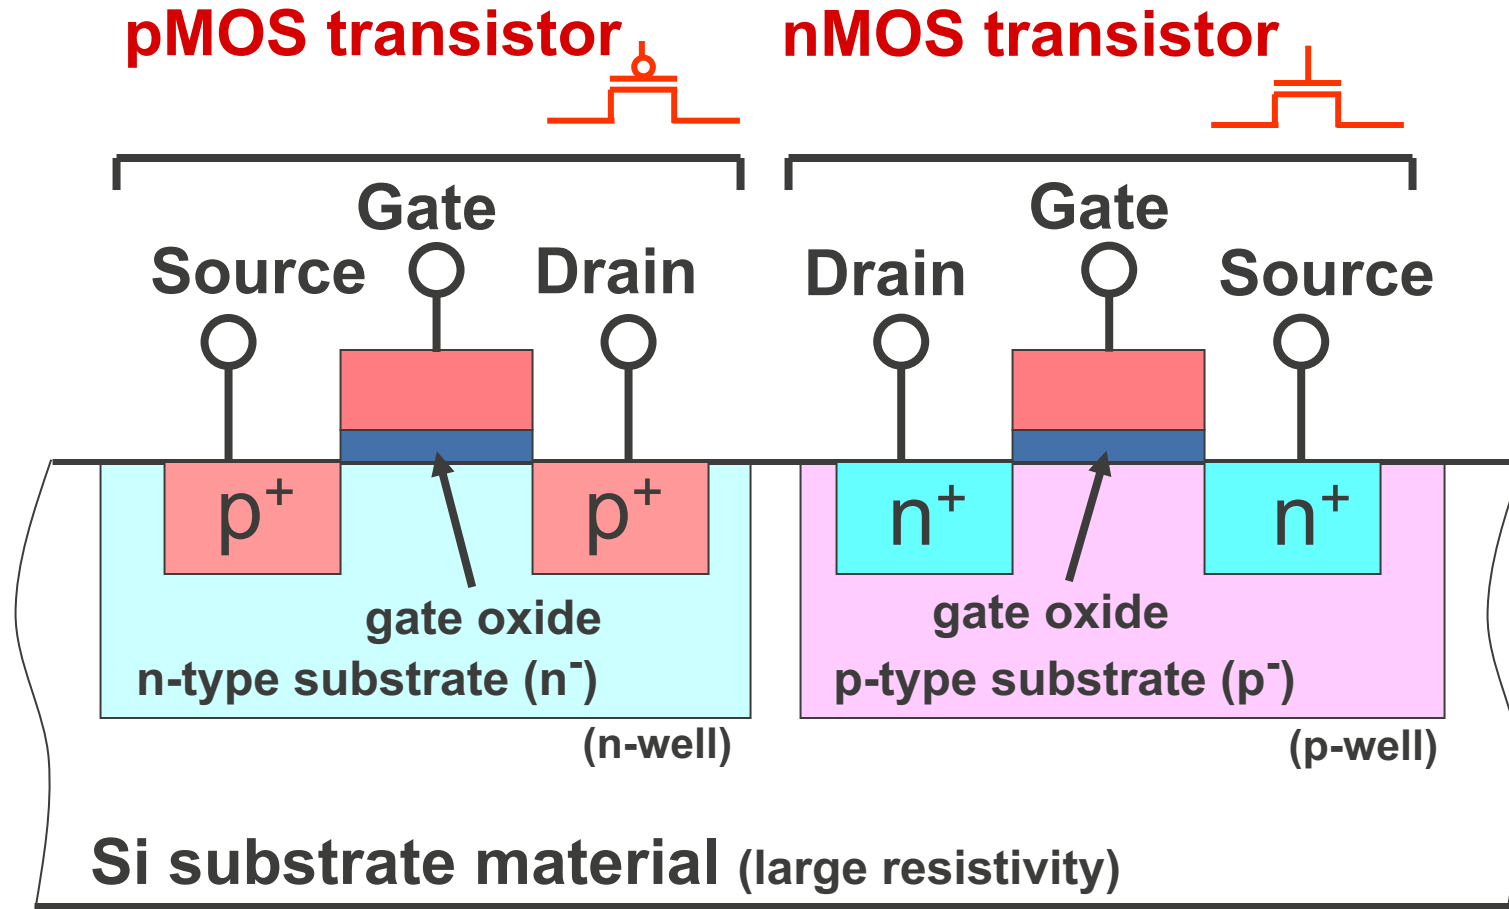 pMOS transistor
nMOS transistor
Gate
Source
Drain
Gate
Drain
Source
p⁺
p⁺
n⁺
n⁺
gate oxide
gate oxide
n-type substrate (n⁻)
p-type substrate (p⁻)
(n-well)
(p-well)
Si substrate material (large resistivity)